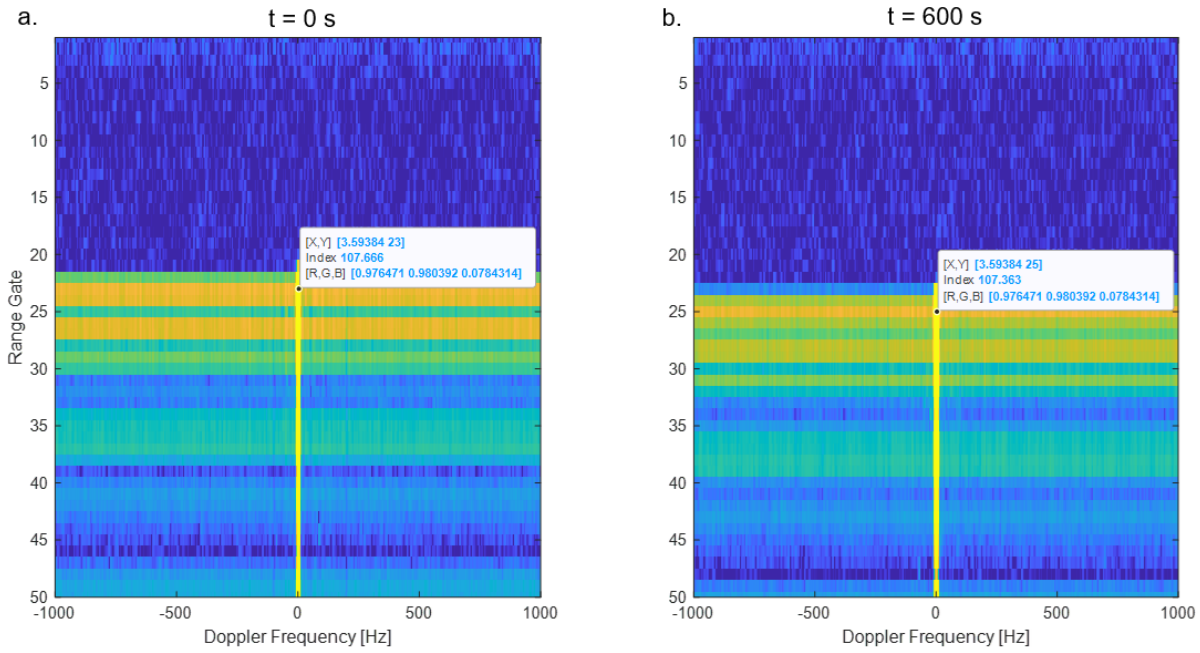 a.
t = 0 s
5
10
15
20
25
30
35
40
45
50
Range Gate
[X,Y] [3.59384 23]
Index 107.666
[R,G,B] [0.976471 0.980392 0.0784314]
-1000
-500
0
500
1000
Doppler Frequency [Hz]
b.
t = 600 s
5
10
15
20
25
30
35
40
45
50
[X,Y] [3.59384 25]
Index 107.363
[R,G,B] [0.976471 0.980392 0.0784314]
-1000
-500
0
500
1000
Doppler Frequency [Hz]